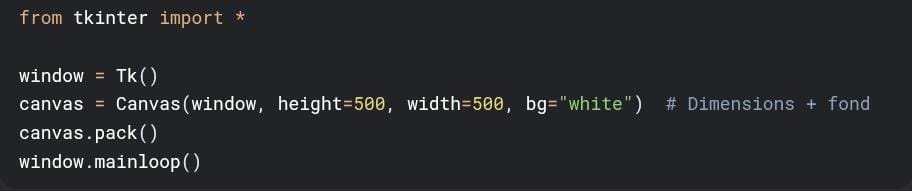 from tkinter import *
window = Tk()
canvas = Canvas(window, height=500, width=500, bg="white")  # Dimensions + fond
canvas.pack()
window.mainloop()